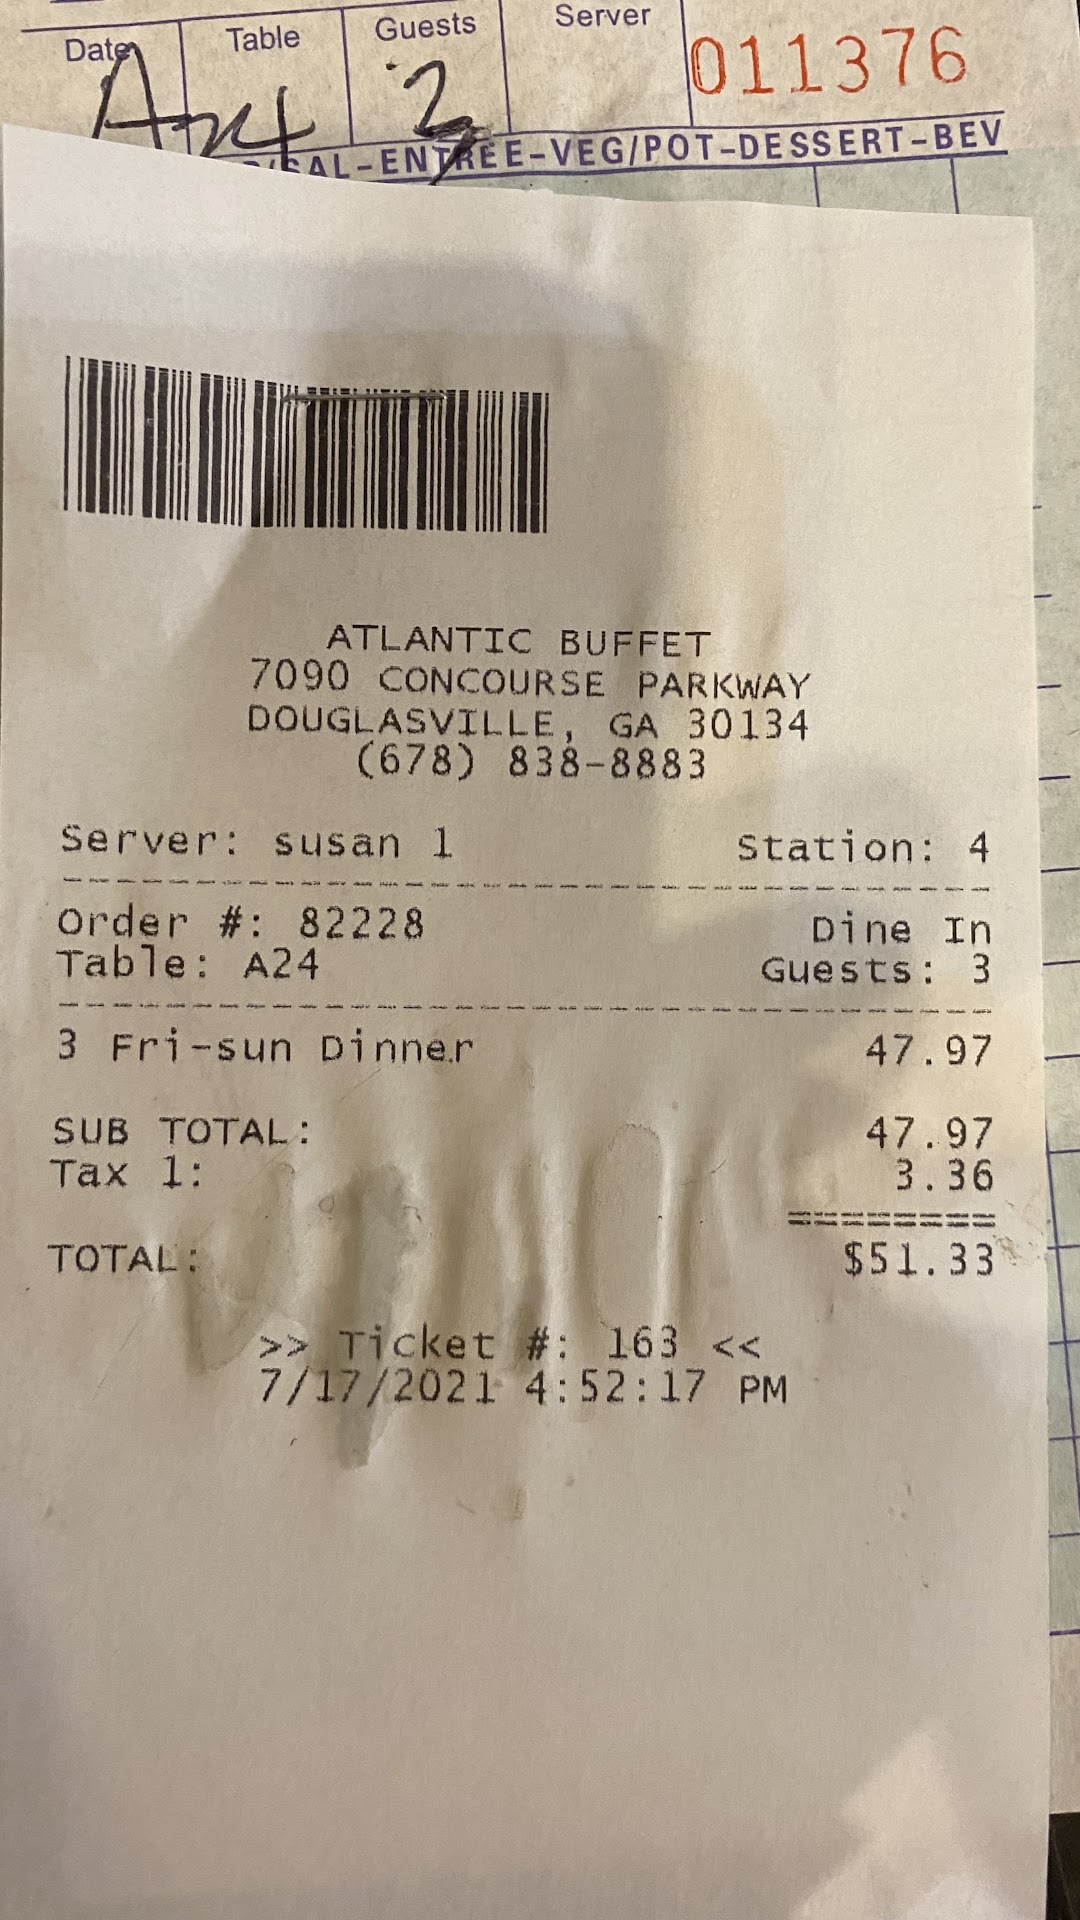 Date Table Guests Server 011376
A24 3
SAL-ENTREE-VEG/POT-DESSERT-BEV
ATLANTIC BUFFET
7090 CONCOURSE PARKWAY
DOUGLASVILLE, GA 30134
(678) 838-8883
Server: susan 1 Station: 4
Order #: 82228 Dine In
Table: A24 Guests: 3
3 Fri-sun Dinner 47.97
SUB TOTAL: 47.97
Tax 1: 3.36
========
TOTAL: $51.33
>> Ticket #: 163 <<
7/17/2021 4:52:17 PM